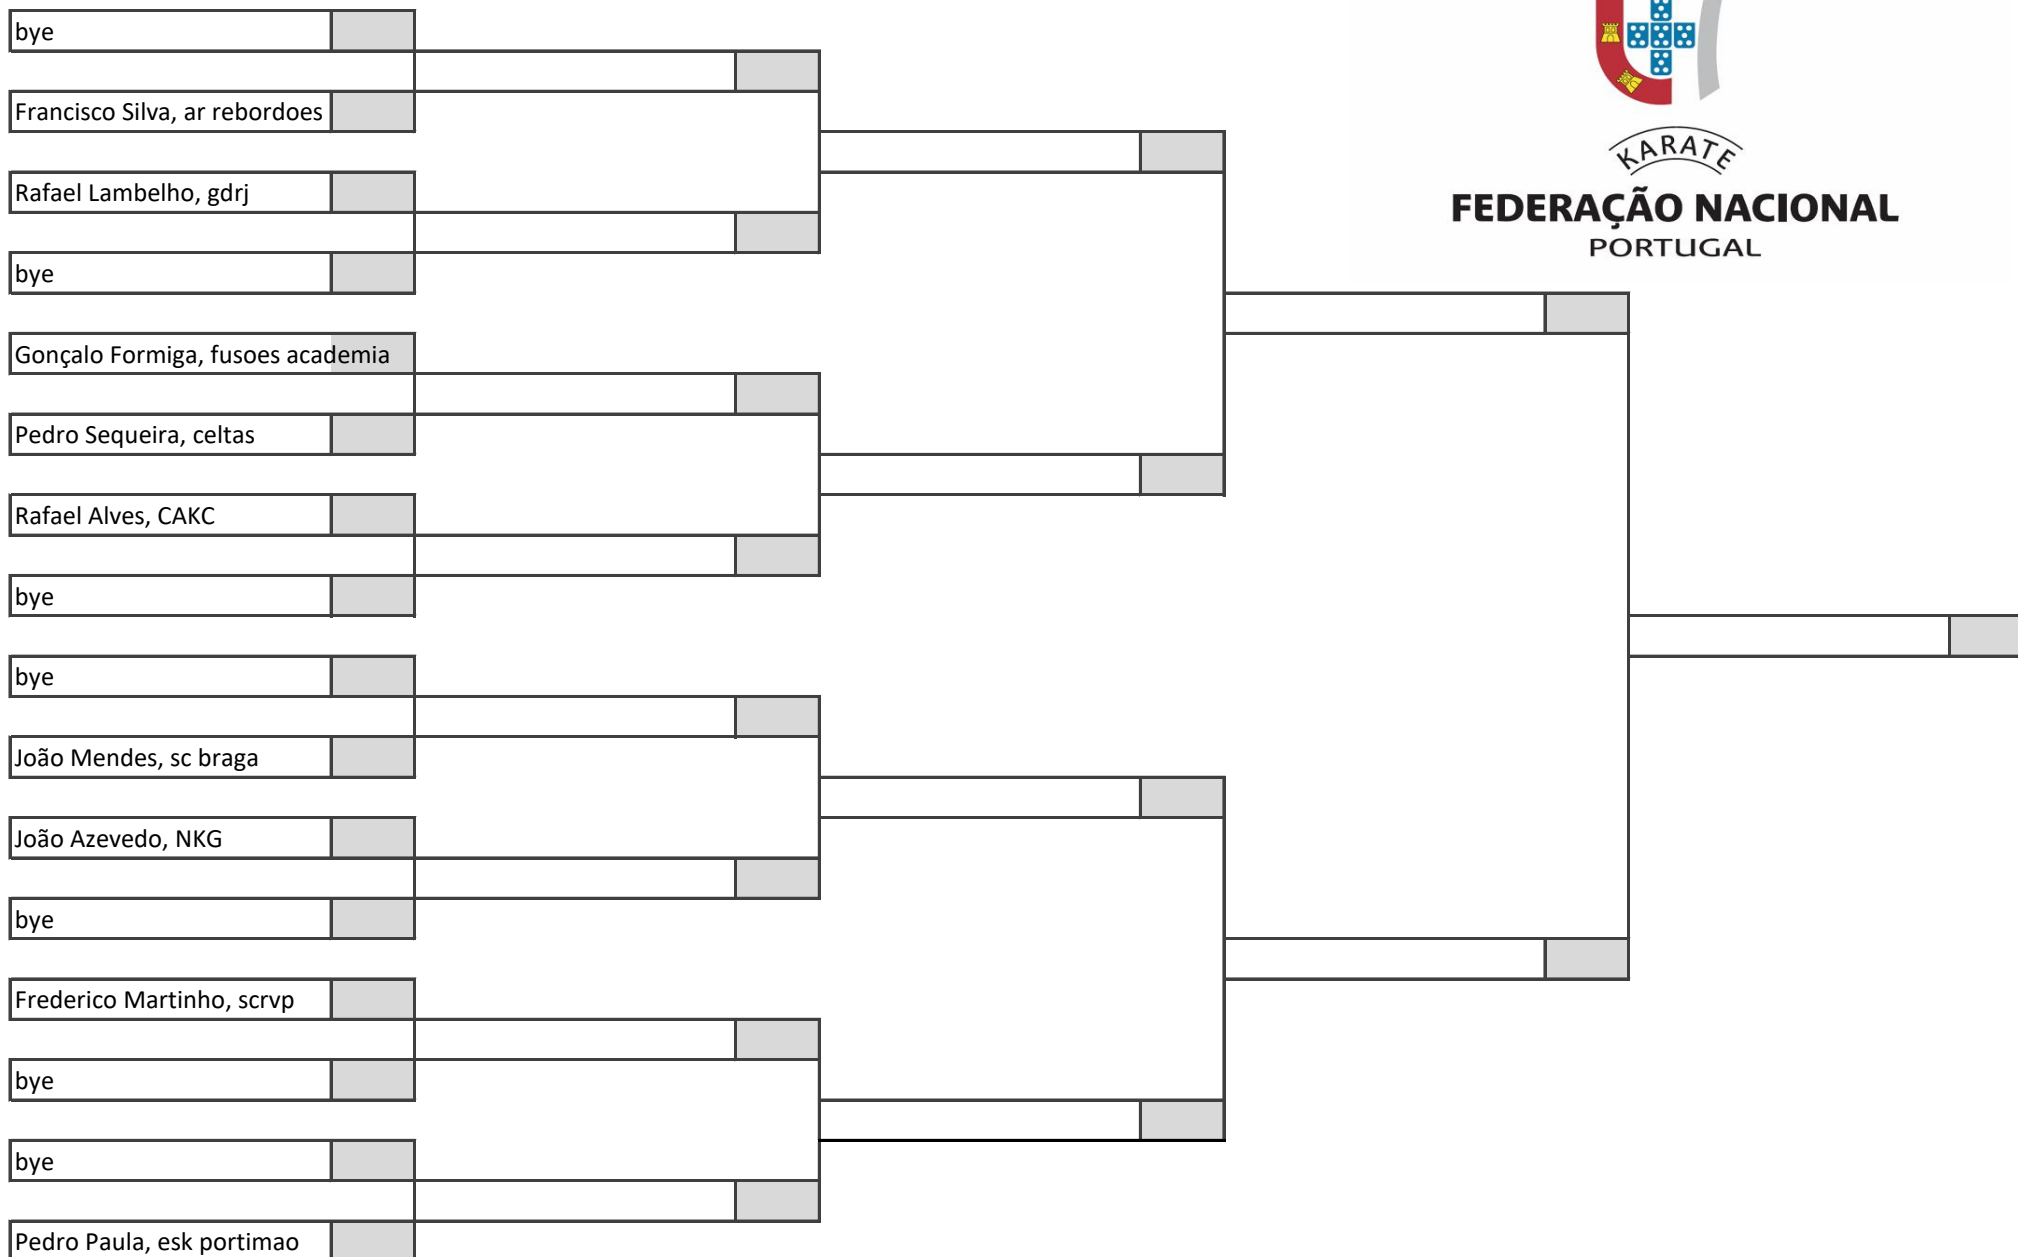 bye
Francisco Silva, ar rebordoes
Rafael Lambelho, gdrj
bye
Gonçalo Formiga, fusoes academia
Pedro Sequeira, celtas
Rafael Alves, CAKC
bye
bye
João Mendes, sc braga
João Azevedo, NKG
bye
Frederico Martinho, scrvp
bye
bye
Pedro Paula, esk portimao
KARATE
FEDERAÇÃO NACIONAL
PORTUGAL